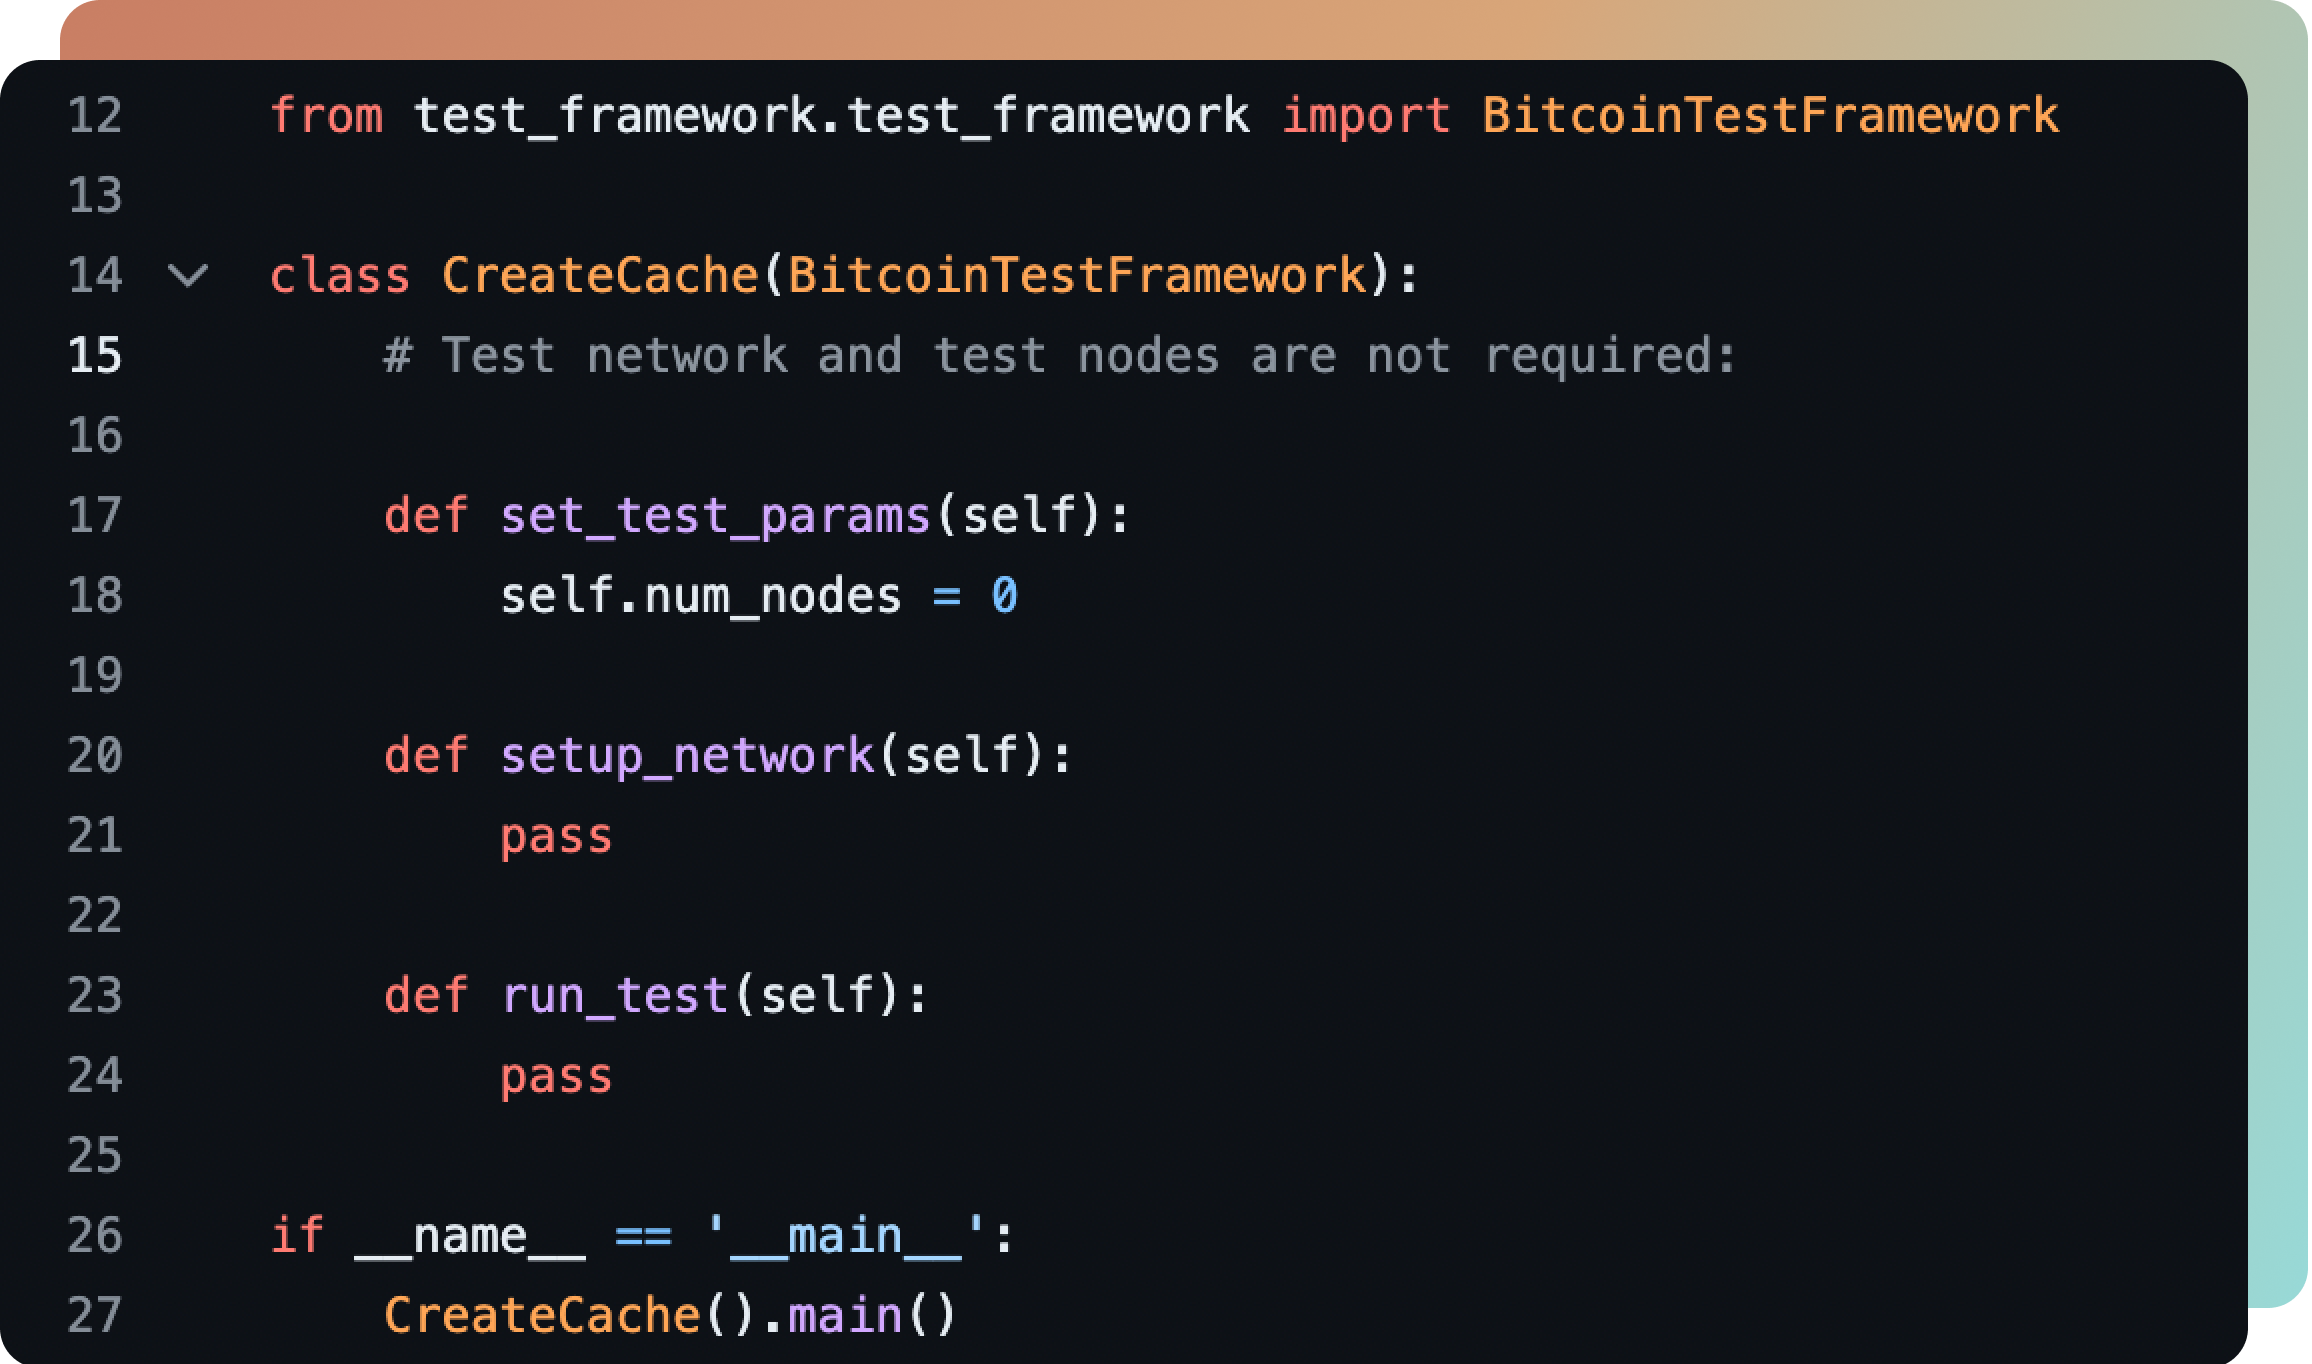 12 from test_framework.test_framework import BitcoinTestFramework
13
14 class CreateCache(BitcoinTestFramework):
15     # Test network and test nodes are not required:
16
17     def set_test_params(self):
18         self.num_nodes = 0
19
20     def setup_network(self):
21         pass
22
23     def run_test(self):
24         pass
25
26 if __name__ == '__main__':
27     CreateCache().main()